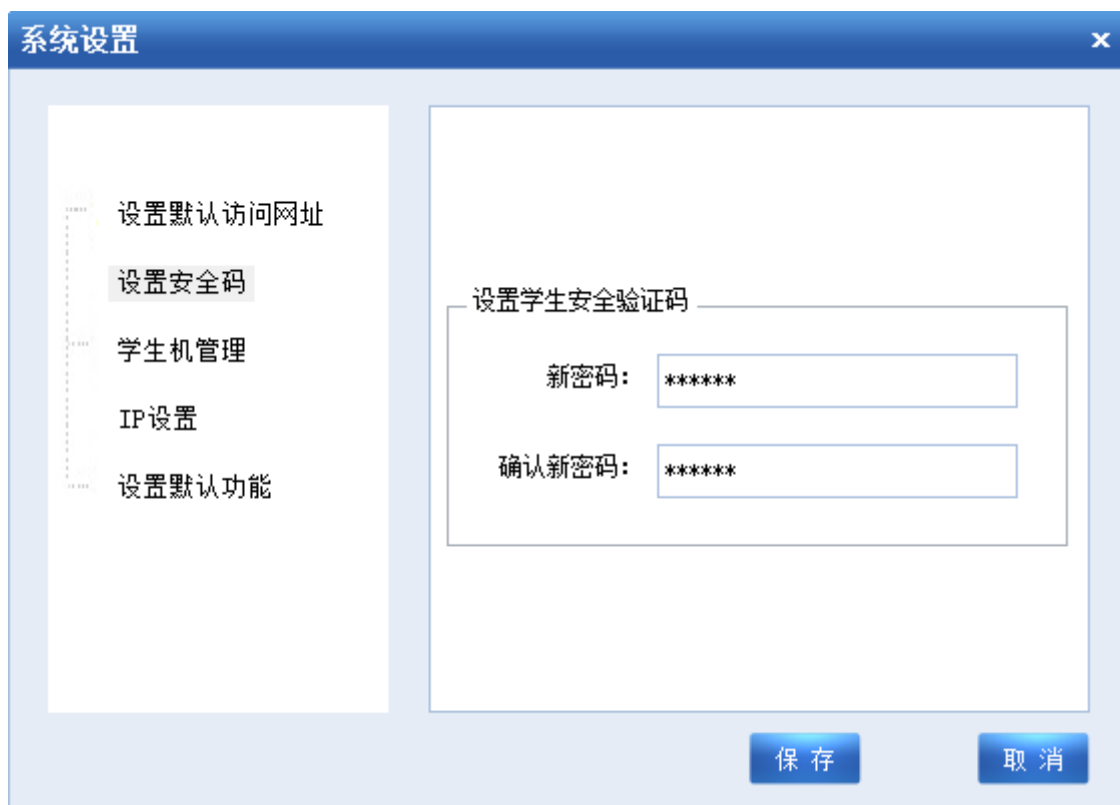 系统设置
设置默认访问网址
设置安全码
学生机管理
IP设置
设置默认功能
设置学生安全验证码
新密码：
******
确认新密码：
******
保 存
取 消